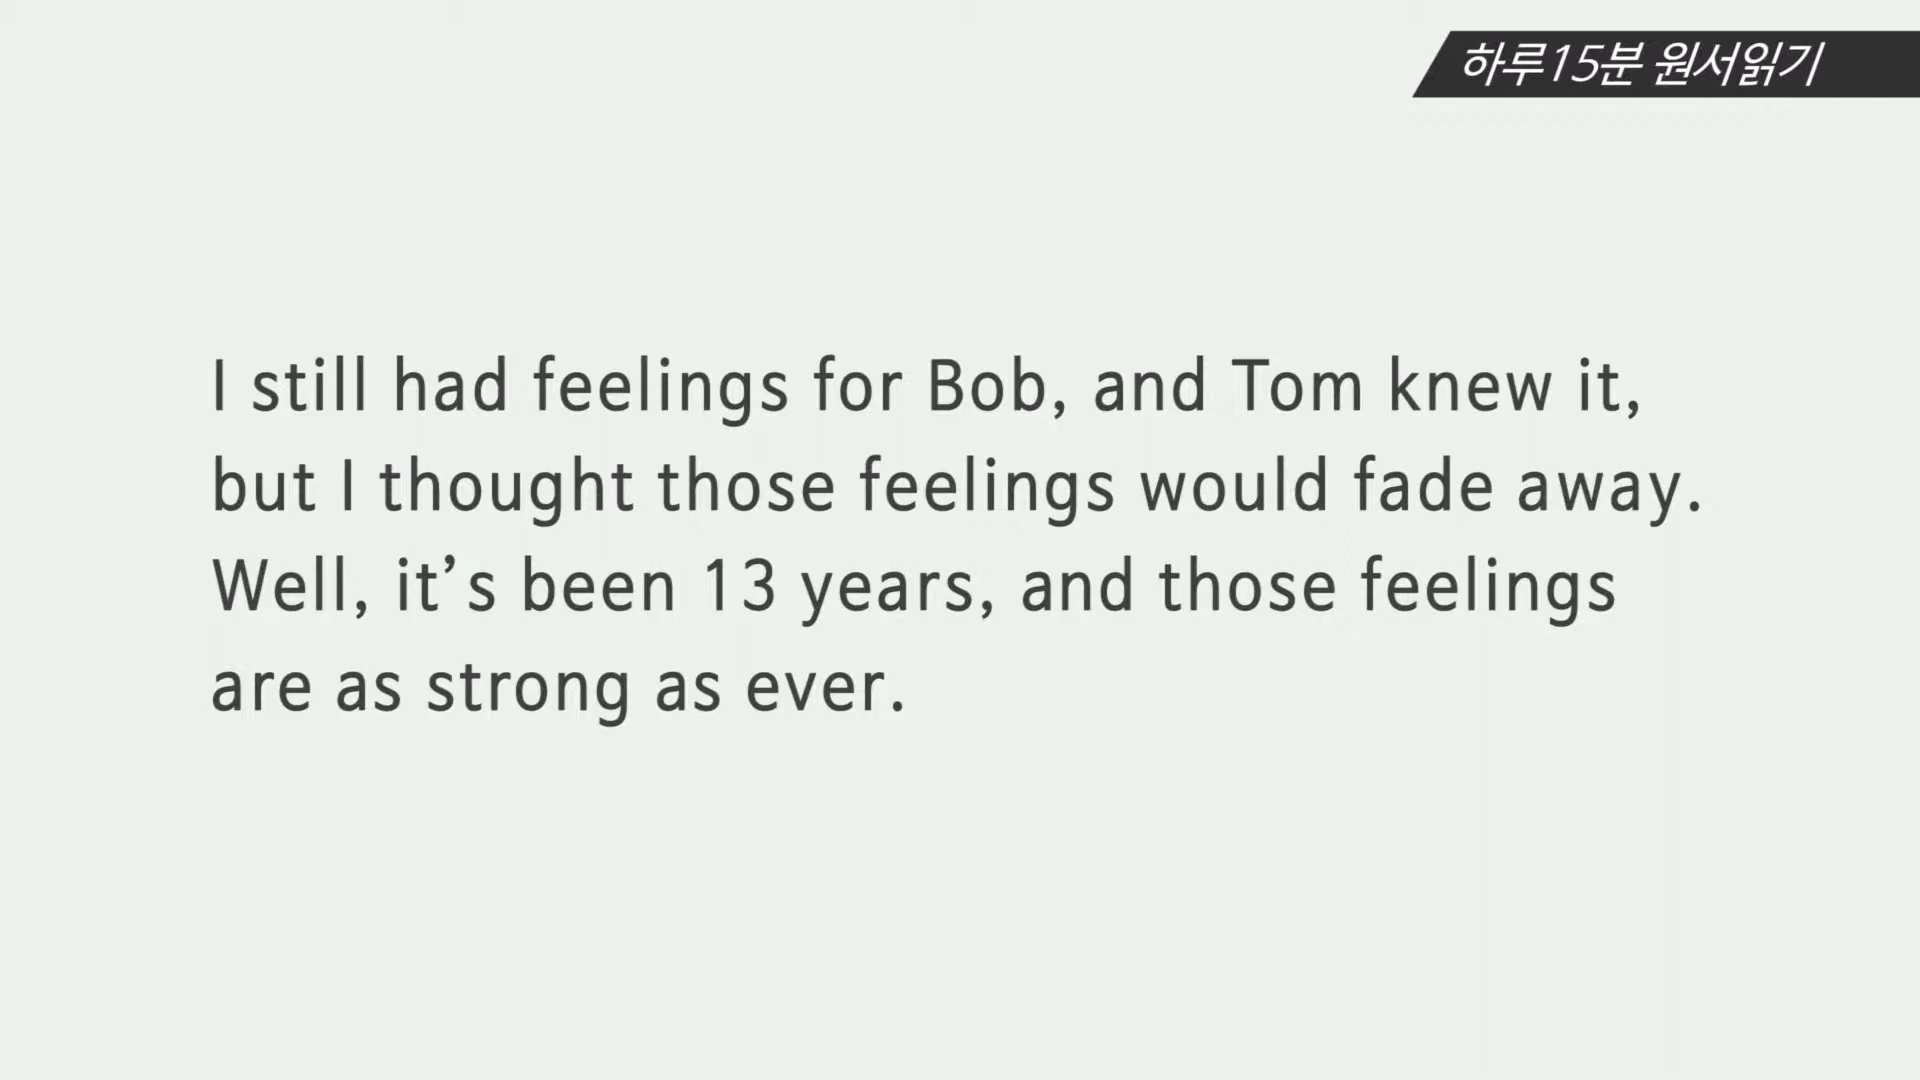 하루15분 원서읽기
I still had feelings for Bob, and Tom knew it,
but I thought those feelings would fade away.
Well, it’s been 13 years, and those feelings
are as strong as ever.